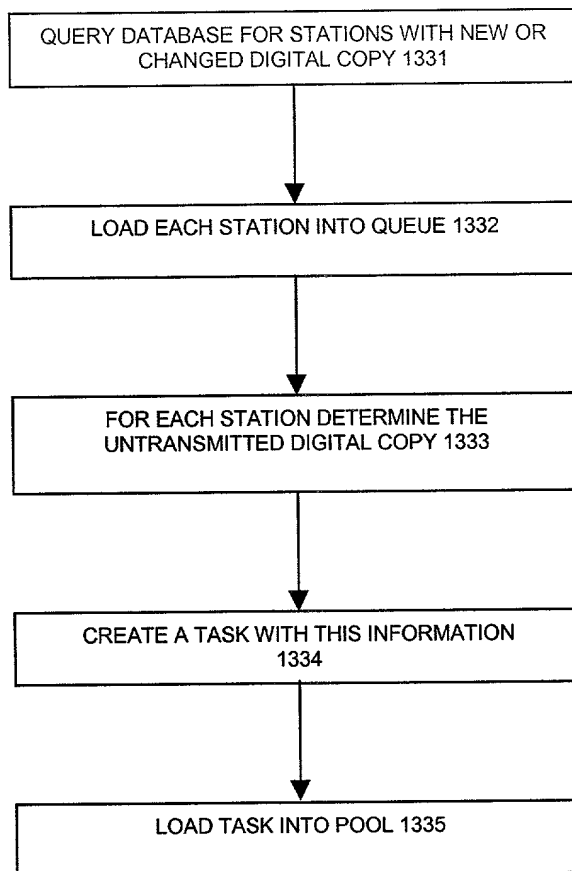 QUERY DATABASE FOR STATIONS WITH NEW OR
CHANGED DIGITAL COPY 1331
LOAD EACH STATION INTO QUEUE 1332
FOR EACH STATION DETERMINE THE
UNTRANSMITTED DIGITAL COPY 1333
CREATE A TASK WITH THIS INFORMATION
1334
LOAD TASK INTO POOL 1335